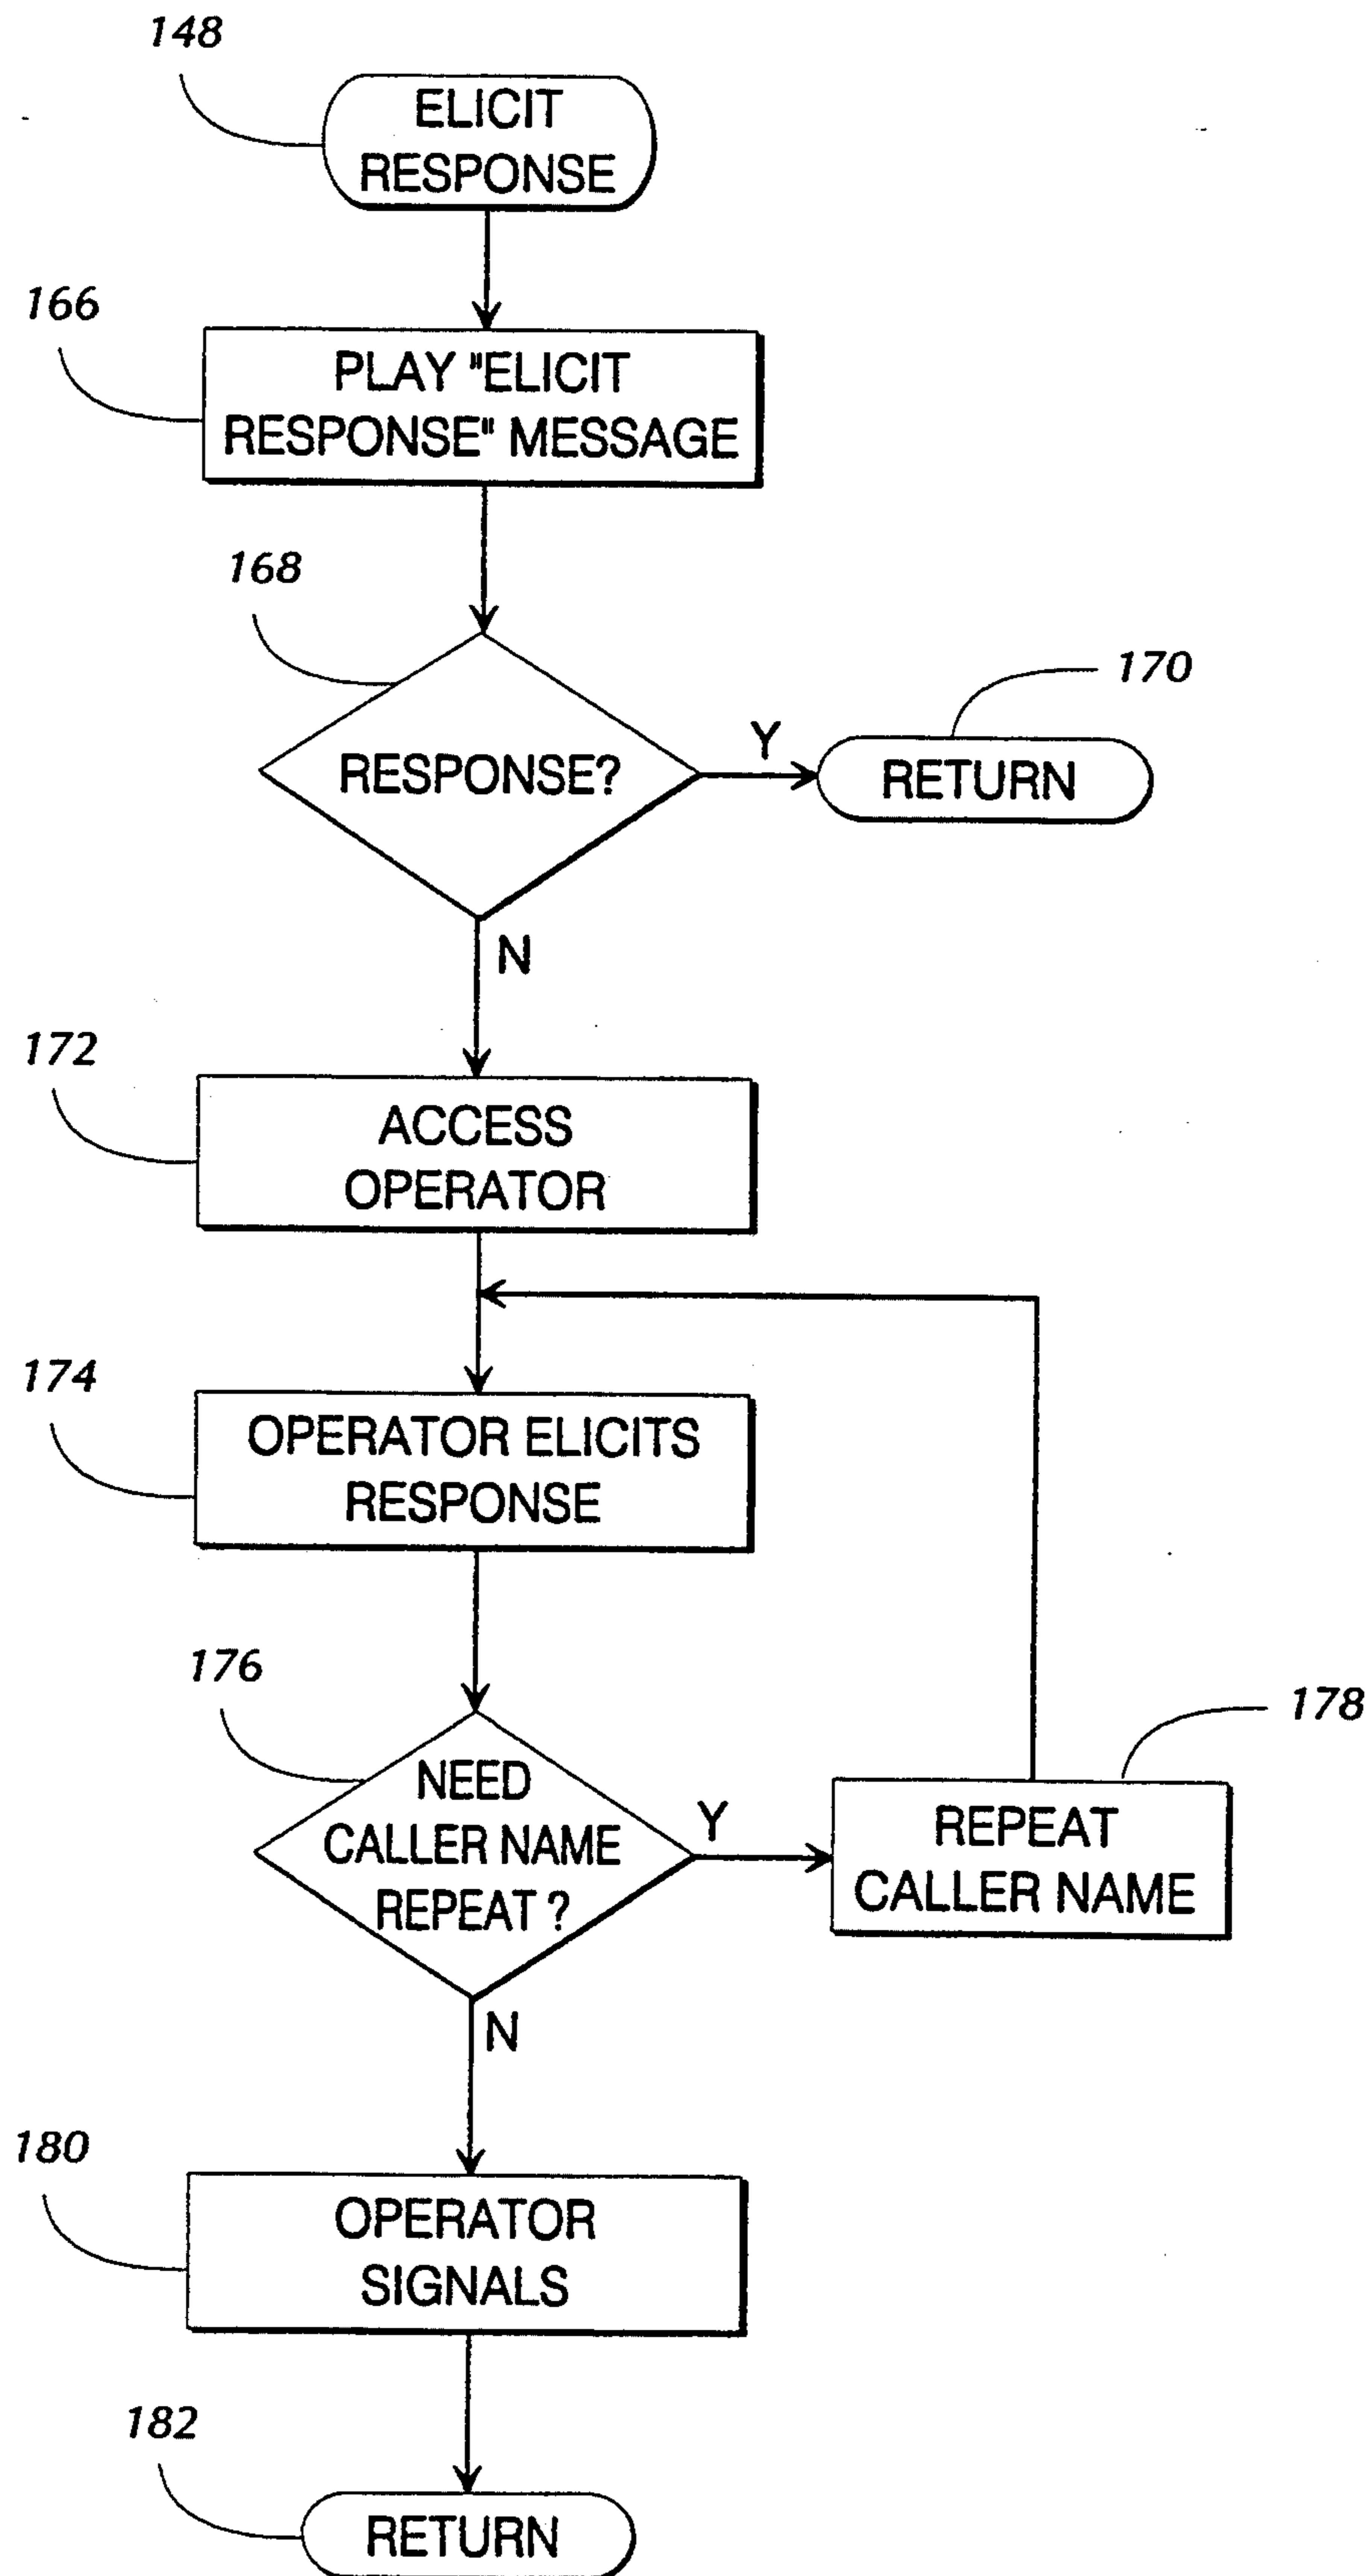 148
ELICIT
RESPONSE
166
PLAY "ELICIT
RESPONSE" MESSAGE
168
RESPONSE?
Y
170
RETURN
N
172
ACCESS
OPERATOR
174
OPERATOR ELICITS
RESPONSE
176
NEED
CALLER NAME
REPEAT ?
Y
178
REPEAT
CALLER NAME
N
180
OPERATOR
SIGNALS
182
RETURN